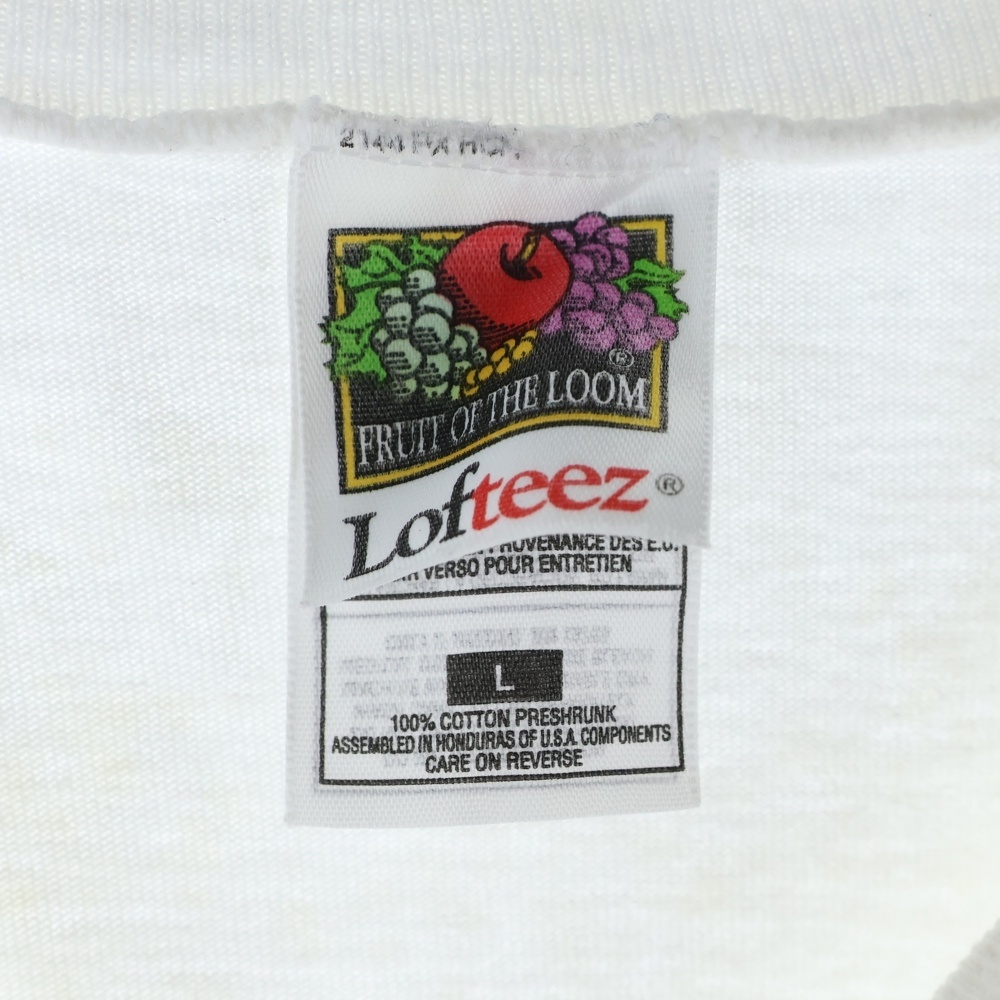 FRUIT OF THE LOOM ®
Lofteez ®
DES E.U.
VERSO POUR ENTRETIEN
L
100% COTTON PRESHRUNK
ASSEMBLED IN HONDURAS OF U.S.A. COMPONENTS
CARE ON REVERSE